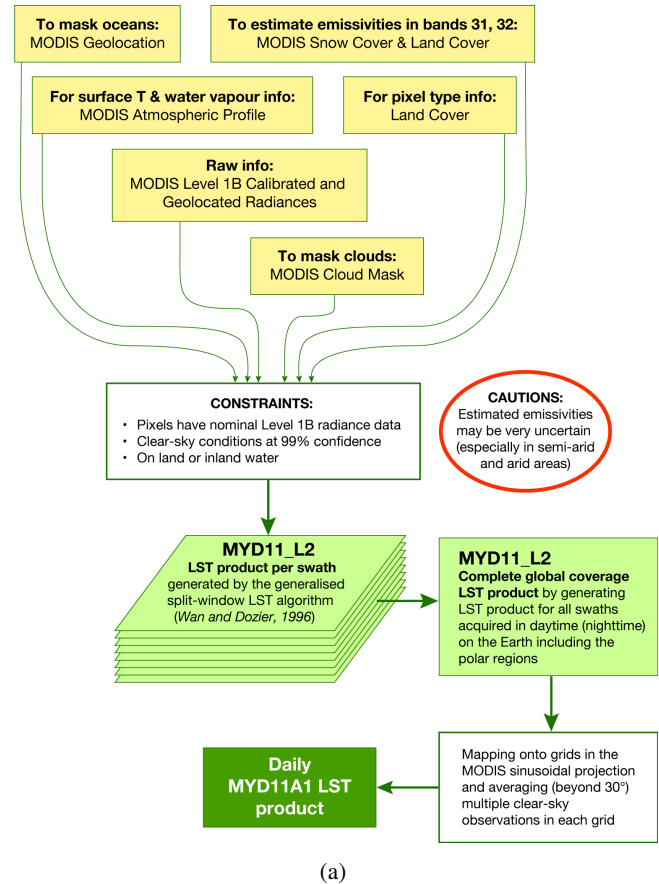 To mask oceans:
MODIS Geolocation
To estimate emissivities in bands 31, 32:
MODIS Snow Cover & Land Cover
For surface T & water vapour info:
MODIS Atmospheric Profile
For pixel type info:
Land Cover
Raw info:
MODIS Level 1B Calibrated and
Geolocated Radiances
To mask clouds:
MODIS Cloud Mask
CONSTRAINTS:
• Pixels have nominal Level 1B radiance data
• Clear-sky conditions at 99% confidence
• On land or inland water
CAUTIONS:
Estimated emissivities
may be very uncertain
(especially in semi-arid
and arid areas)
MYD11_L2
LST product per swath
generated by the generalised
split-window LST algorithm
(Wan and Dozier, 1996)
MYD11_L2
Complete global coverage
LST product by generating
LST product for all swaths
acquired in daytime (nighttime)
on the Earth including the
polar regions
Mapping onto grids in the
MODIS sinusoidal projection
and averaging (beyond 30°)
multiple clear-sky
observations in each grid
Daily
MYD11A1 LST
product
(a)